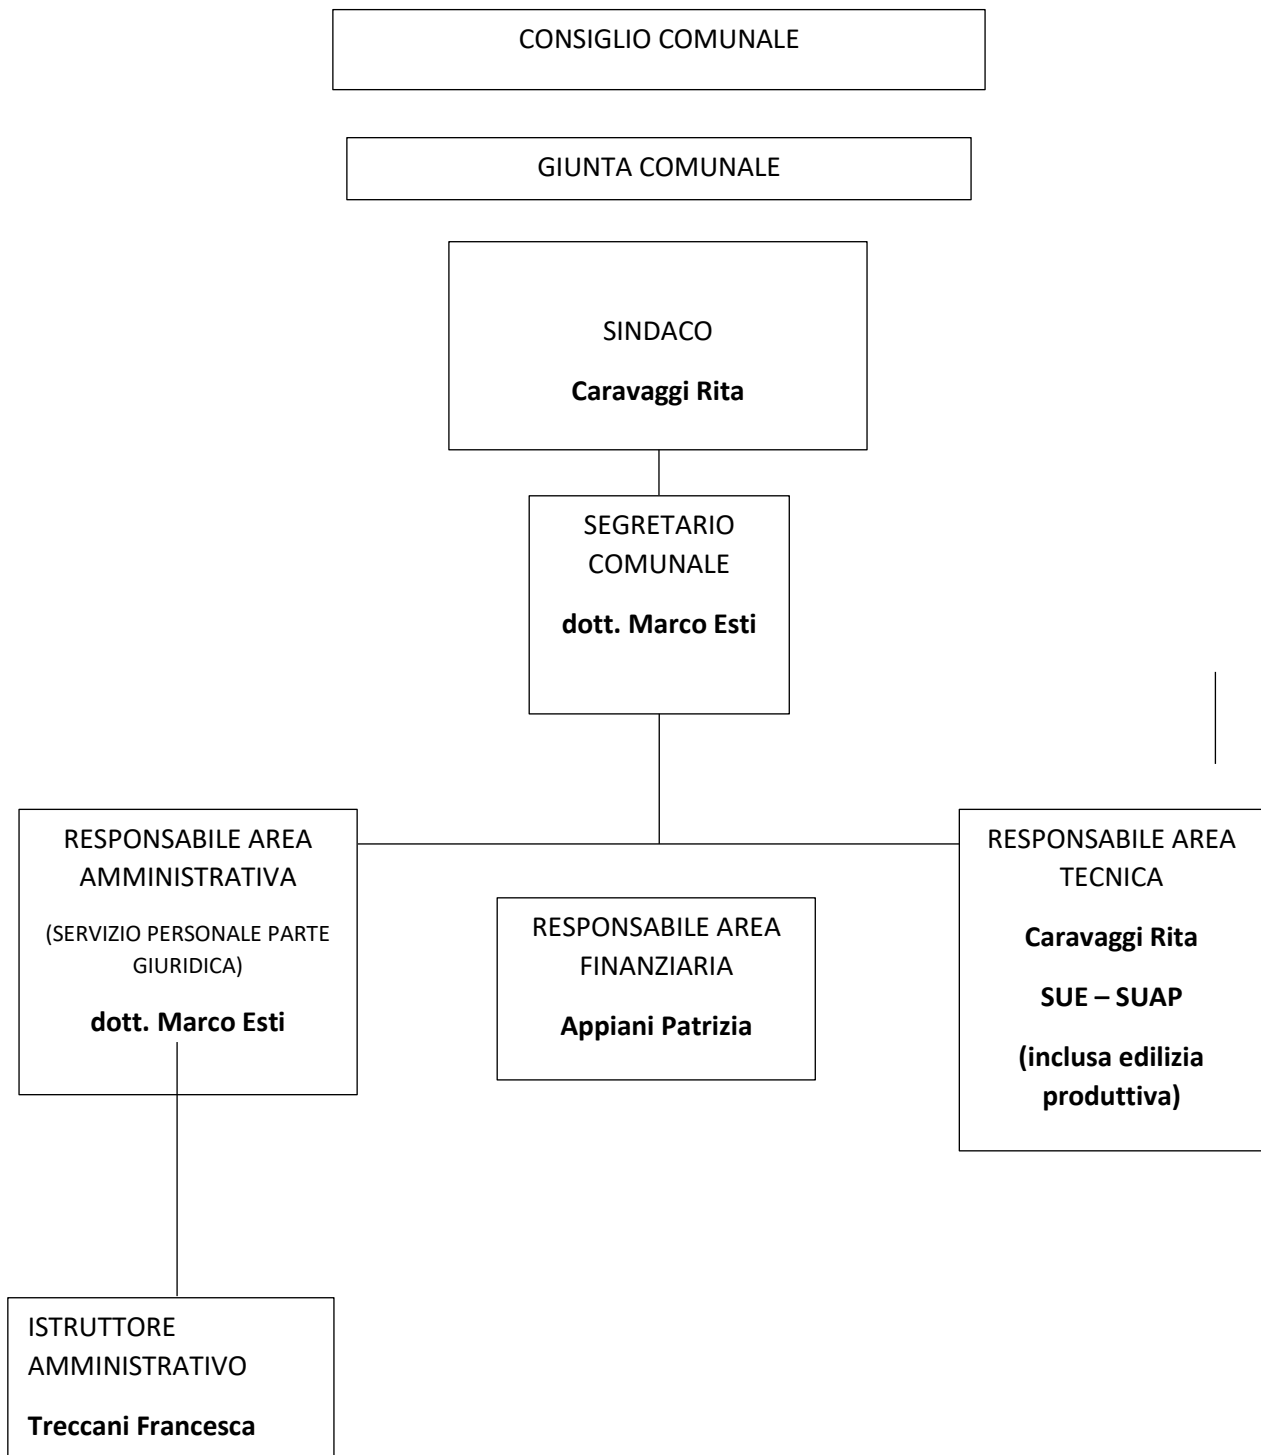 CONSIGLIO COMUNALE
GIUNTA COMUNALE
SINDACO
Caravaggi Rita
SEGRETARIO
COMUNALE
dott. Marco Esti
RESPONSABILE AREA
AMMINISTRATIVA
(SERVIZIO PERSONALE PARTE
GIURIDICA)
dott. Marco Esti
RESPONSABILE AREA
FINANZIARIA
Appiani Patrizia
RESPONSABILE AREA
TECNICA
Caravaggi Rita
SUE – SUAP
(inclusa edilizia
produttiva)
ISTRUTTORE
AMMINISTRATIVO
Treccani Francesca